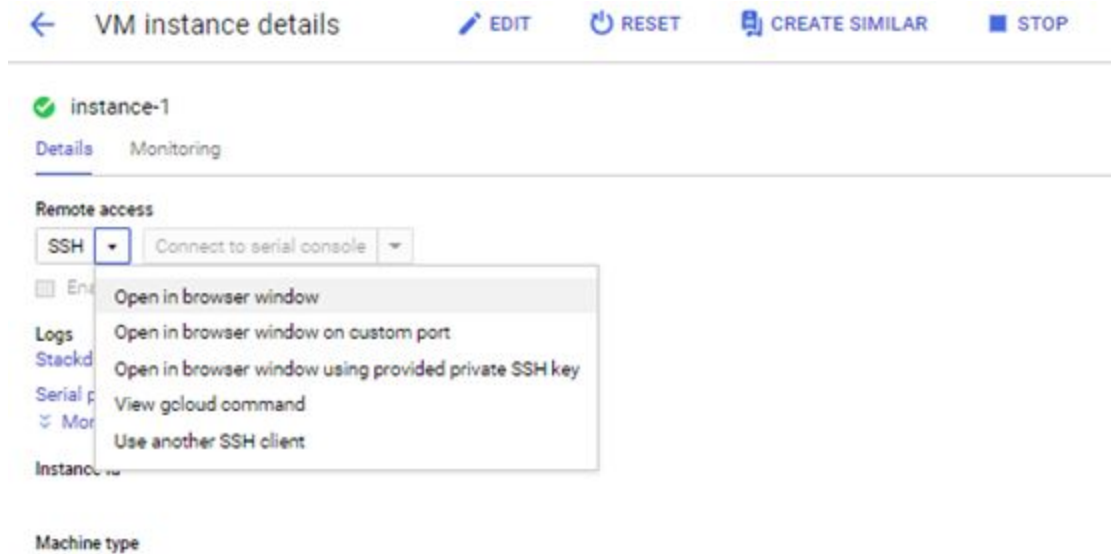 VM instance details EDIT RESET CREATE SIMILAR STOP
instance-1
Details Monitoring
Remote access
SSH Connect to serial console
Open in browser window
Open in browser window on custom port
Logs
Open in browser window using provided private SSH key
View gcloud command
Use another SSH client
Machine type